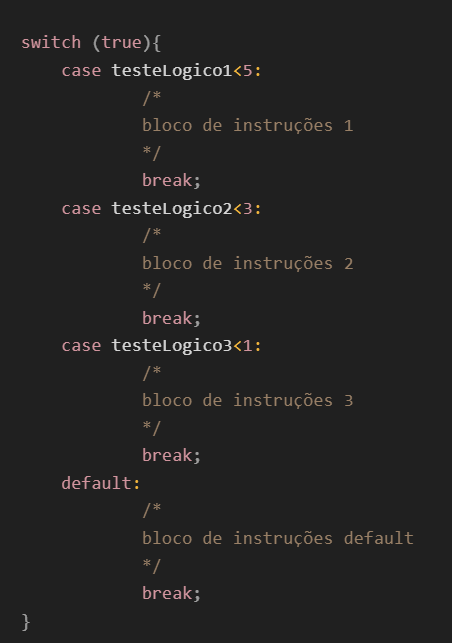 switch (true){
    case testeLogico1<5:
            /*
            bloco de instruções 1
            */
            break;
    case testeLogico2<3:
            /*
            bloco de instruções 2
            */
            break;
    case testeLogico3<1:
            /*
            bloco de instruções 3
            */
            break;
    default:
            /*
            bloco de instruções default
            */
            break;
}